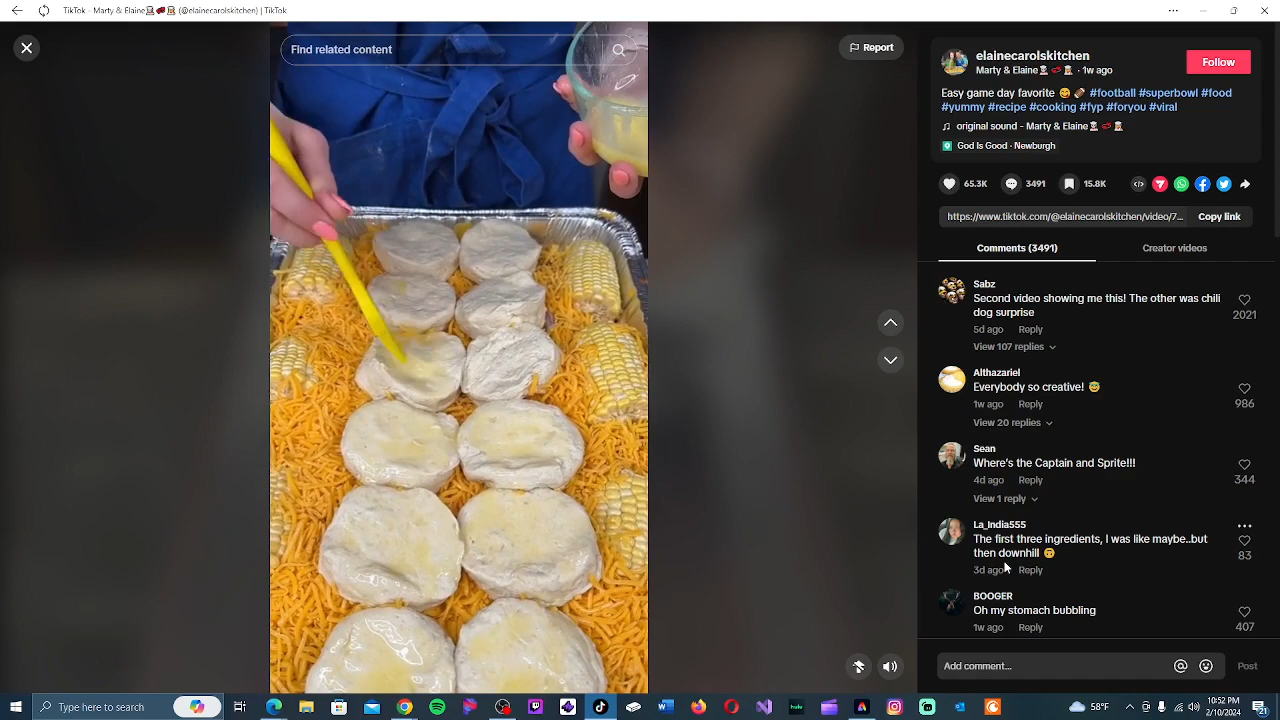 TikTok - Marty & Elaine👩🏻‍🍳💋👨🏻‍🍳 (@elainecarolskitchen) | TikTok
Find related content
Report
elainecarolskitchen
Marty & Elaine👩🏻‍🍳 💋 👨🏻‍🍳 · 1w ago
Follow
Easy game day favorite 😋 🏈 #football #superbowl #food
#yummy #recipe #cooking #fyp #foryou #viral
original sound - Marty & Elaine👩🏻‍🍳 💋 👨🏻‍🍳
Goodnough · Restaurant
65.3K
3491
15.8K
http://www.tiktok.com/@elainecarolskitchen/video/7...
Copy link
Comments (3491)
Creator videos
Sabz
Second video showing me this! The other was chili
dog surprise
2021
5d ago Reply
View 107 replies
Althazariel
Everybody so creative! 🤓
986
1w ago Reply
View 20 replies
Sean
Where's the Captain and Sprite!!!
344
4d ago Reply
View 1 reply
La_India555
The first three ingredients, I was like maybe..but
then downhill 🙃
83
3d ago Reply
BOOGER
Oh my stomach bubbling
407
1w ago Reply
Add comment...
Post
Type here to search
hulu
10:52 PM
2/10/2024